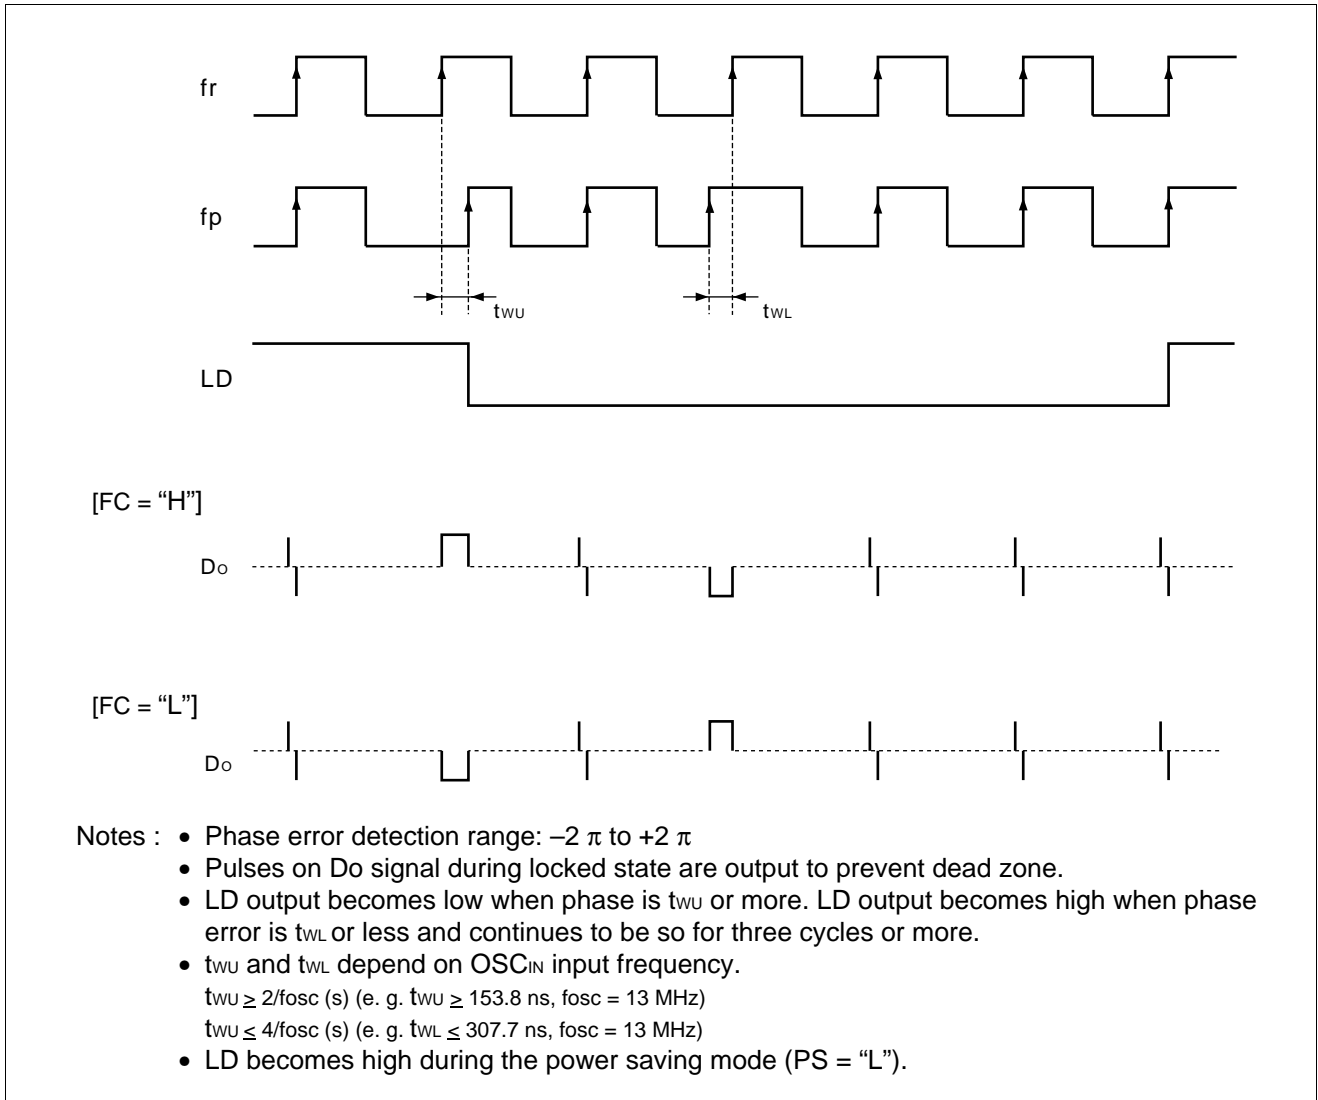 fr
fp
tWU
tWL
LD
[FC = “H”]
DO
[FC = “L”]
DO
Notes : • Phase error detection range: –2 π to +2 π
• Pulses on Do signal during locked state are output to prevent dead zone.
• LD output becomes low when phase is tWU or more. LD output becomes high when phase
error is tWL or less and continues to be so for three cycles or more.
• tWU and tWL depend on OSCIN input frequency.
tWU ≥ 2/fosc (s) (e. g. tWU ≥ 153.8 ns, fosc = 13 MHz)
tWU ≤ 4/fosc (s) (e. g. tWL ≤ 307.7 ns, fosc = 13 MHz)
• LD becomes high during the power saving mode (PS = “L”).